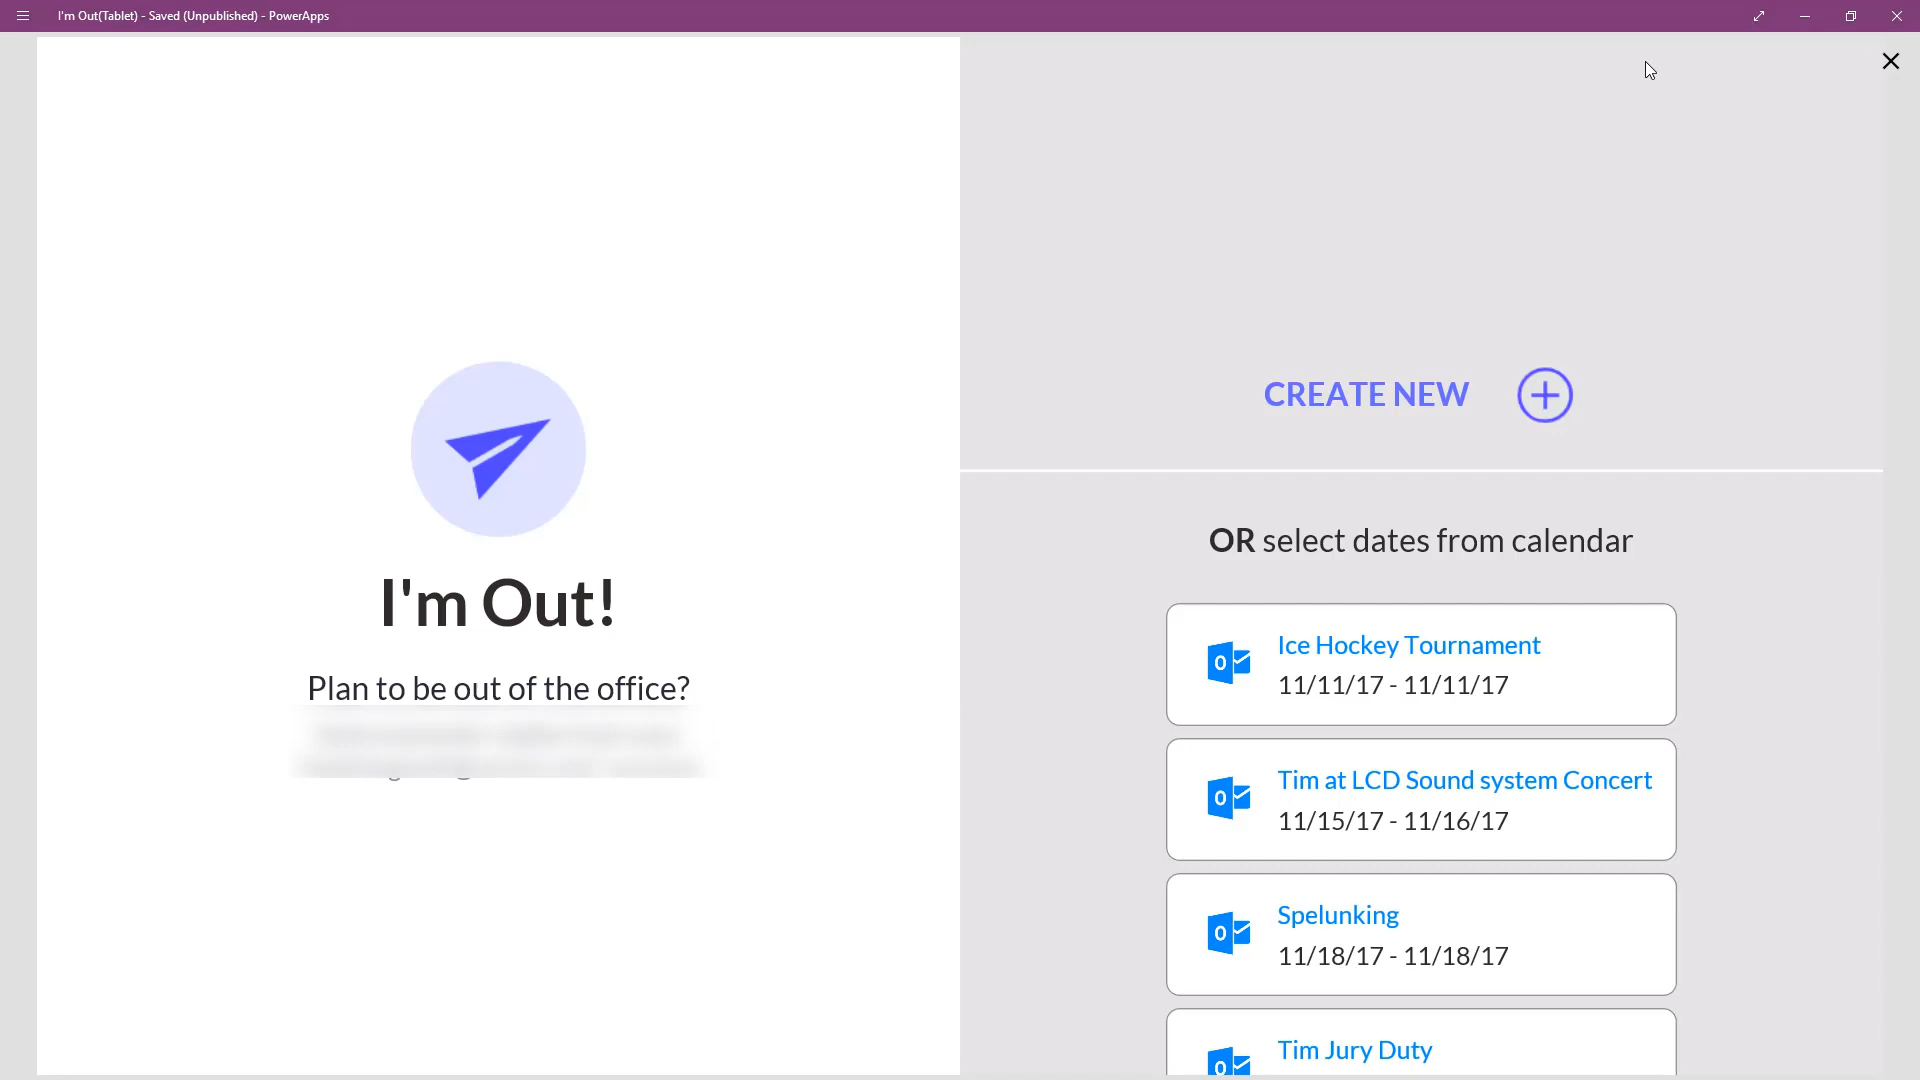 I'm Out(Tablet) - Saved (Unpublished) - PowerApps
I'm Out!
Plan to be out of the office?
CREATE NEW
OR select dates from calendar
Ice Hockey Tournament
11/11/17 - 11/11/17
Tim at LCD Sound system Concert
11/15/17 - 11/16/17
Spelunking
11/18/17 - 11/18/17
Tim Jury Duty